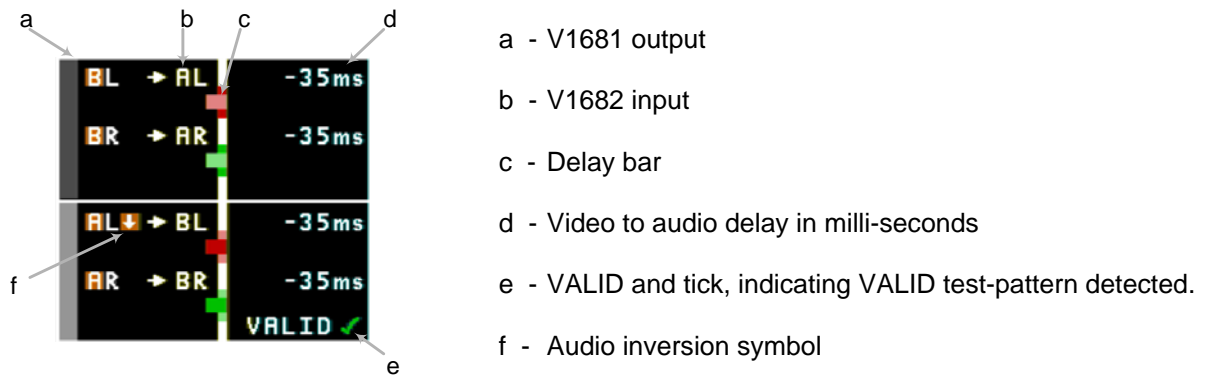 a b c d
BL → AL -35ms
BR → AR -35ms
AL↓ → BL -35ms
AR → BR -35ms
VALID ✓
f
e
a - V1681 output
b - V1682 input
c - Delay bar
d - Video to audio delay in milli-seconds
e - VALID and tick, indicating VALID test-pattern detected.
f - Audio inversion symbol